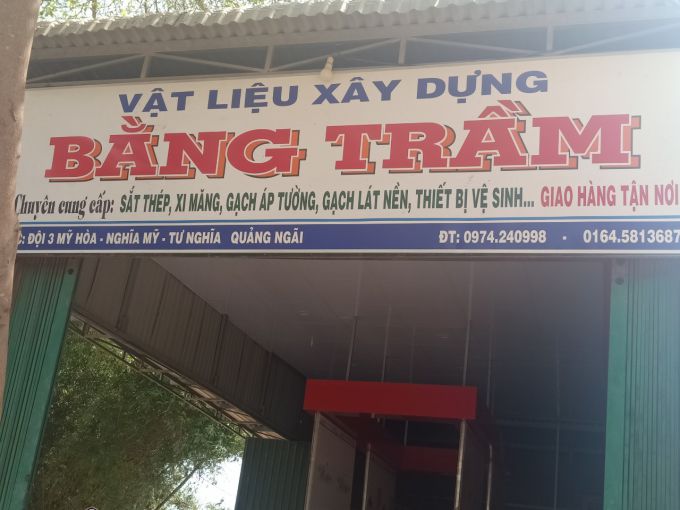 VẬT LIỆU XÂY DỰNG
BẰNG TRẦM
Chuyên cung cấp: SẮT THÉP, XI MĂNG, GẠCH ÁP TƯỜNG, GẠCH LÁT NỀN, THIẾT BỊ VỆ SINH... GIAO HÀNG TẬN NƠI
C: ĐỘI 3 MỸ HÒA - NGHĨA MỸ - TƯ NGHĨA QUẢNG NGÃI ĐT: 0974.240998 - 0164.5813687